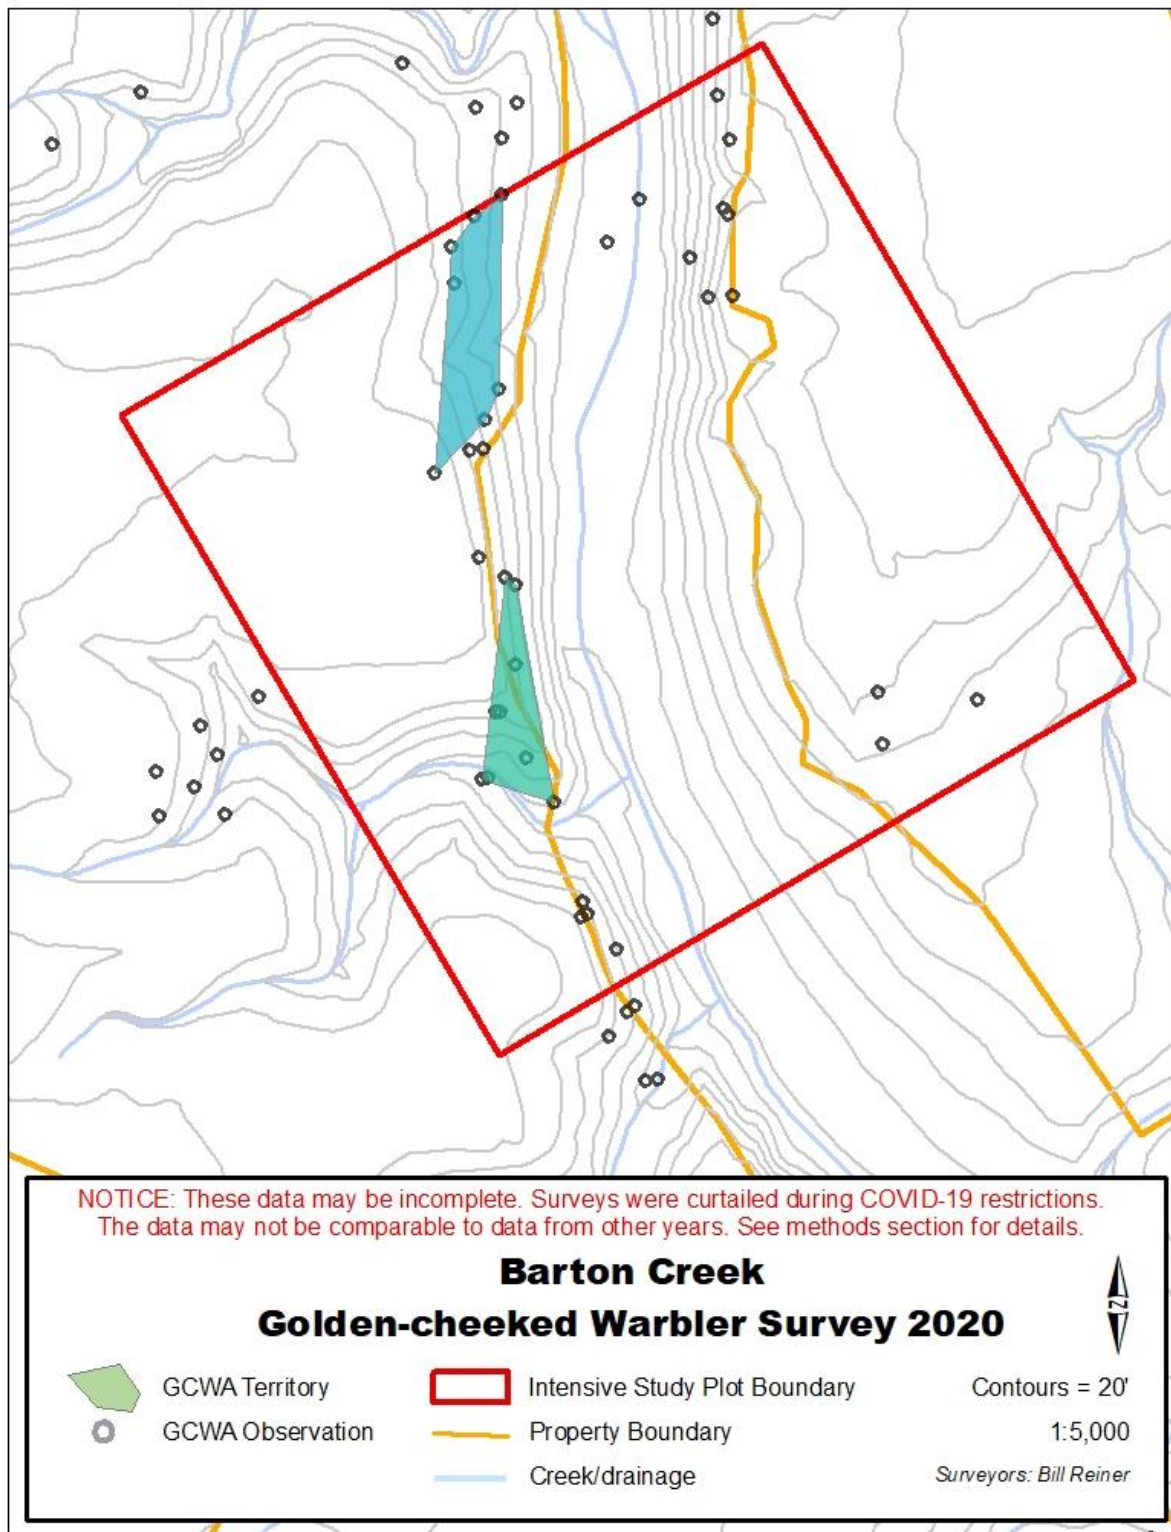 NOTICE: These data may be incomplete. Surveys were curtailed during COVID-19 restrictions.
The data may not be comparable to data from other years. See methods section for details.
Barton Creek
Golden-cheeked Warbler Survey 2020
N
GCWA Territory
Intensive Study Plot Boundary
Contours = 20'
GCWA Observation
Property Boundary
1:5,000
Creek/drainage
Surveyors: Bill Reiner